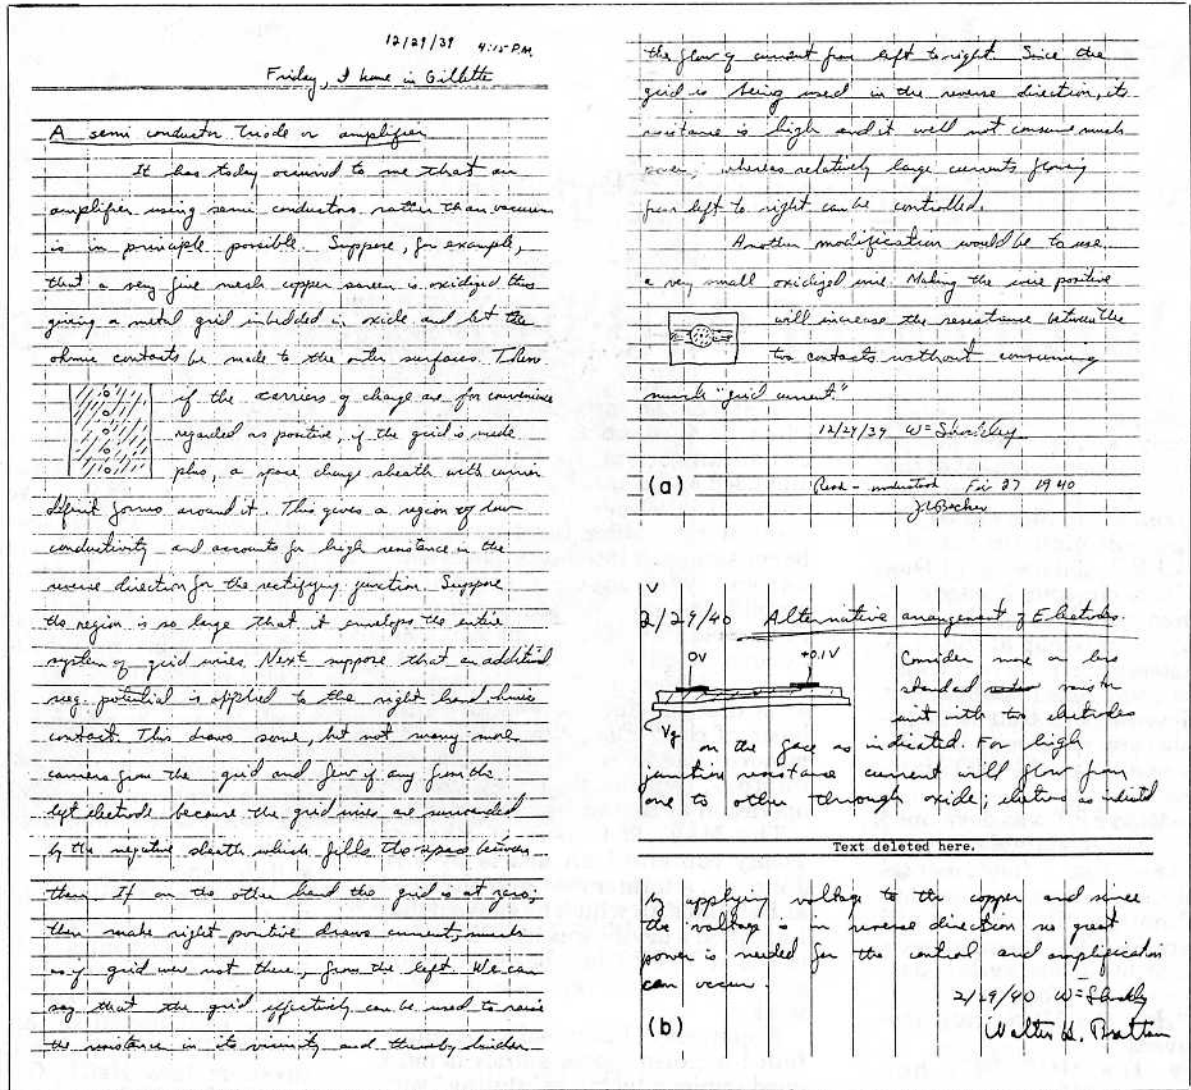 12/29/39 4:15 P.M.
Friday, I home in Gillette
A semi conductor triode or amplifier
It has today occurred to me that an
amplifier using semi conductors rather than vacuum
is in principle possible. Suppose, for example,
that a very fine mesh copper screen is oxidized thus
giving a metal grid imbedded in oxide and let the
ohmic contacts be made to the outer surfaces. Then
if the carriers of charge are for convenience
regarded as positive, if the grid is made
plus, a space charge sheath with carrier
deficit forms around it. This gives a region of low
conductivity and accounts for high resistance in the
reverse direction for the rectifying junction. Suppose
the region is so large that it envelops the entire
system of grid wires. Next suppose that an
neg. potential is applied to the right hand
contact. This draws some, but not many more
carriers from the grid and few if any from the
left electrode because the grid wires are surrounded
by the negative sheath which fills the space between
them. If on the other hand the grid is at zero,
then make right positive draws current, much
as if grid were not there, from the left. We can
say that the grid effectively can be used to raise
the resistance in its vicinity and thereby
the flow of current from left to right. Since the
grid is being used in the reverse direction, its
resistance is high and it will not consume much
power, whereas relatively large currents flowing
from left to right can be controlled.
Another modification would be to use
a very small oxidized wire. Making the wire positive
will increase the resistance between the
two contacts without consuming
much "grid current."
12/29/39 W=Shockley
(a)
Read - understood Feb 27 1940
J.A.Becker
V
2/29/40 Alternative arrangement of Electrodes
0V +0.1V
Consider more or less
standard
unit with two electrodes
Vg
on the face as indicated. For high
junction resistance current will flow from
one to other through oxide; electrons as indicated
Text deleted here.
by applying voltage to the copper and since
the voltage is in reverse direction no great
power is needed for the control and amplification
can occur.
2/29/40 W=Shockley
(b)
Walter H. Brattain